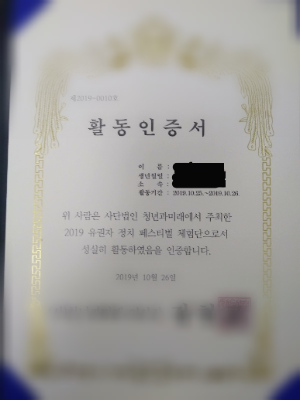 활동인증서
이 름 :
생년월일 :
소 속 :
활동기간 : 2019.10.25.~2019.10.26.
위 사람은 사단법인 청년과미래에서 주최한
2019 유권자 정치 페스티벌 체험단으로서
성실히 활동하였음을 인증합니다.
2019년 10월 26일